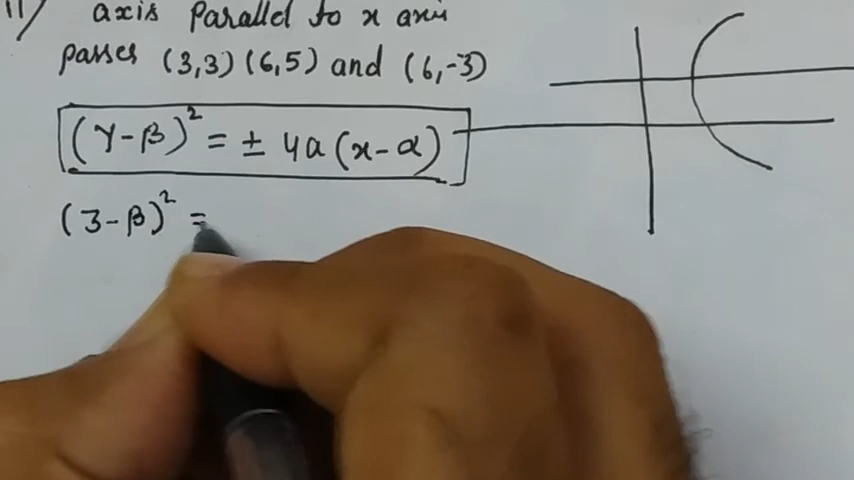 11) axis Parallel to x axis
passes (3,3) (6,5) and (6,-3)
(Y-β)² = ± 4a (x-α)
(3-β)² =